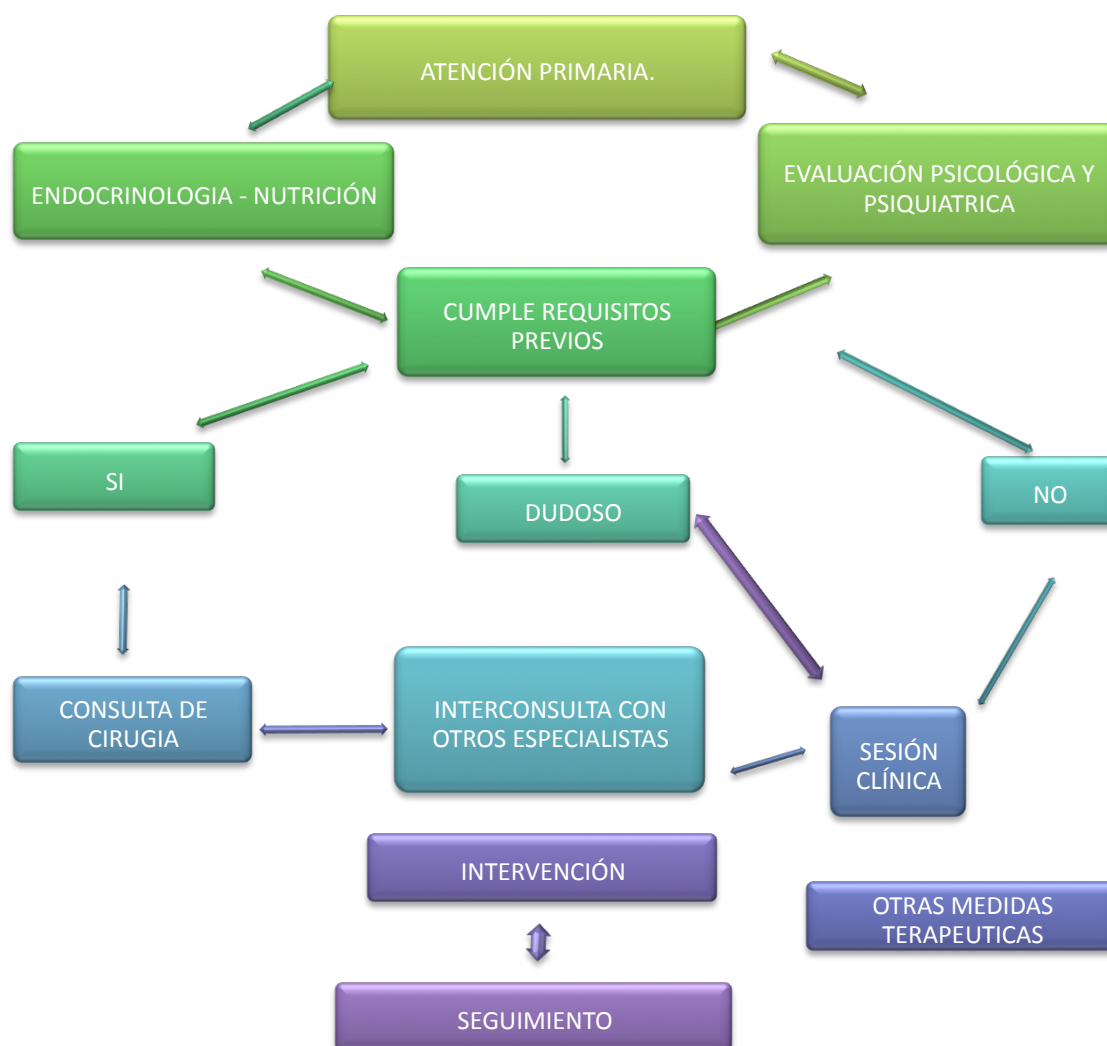 ATENCIÓN PRIMARIA.
ENDOCRINOLOGIA - NUTRICIÓN
EVALUACIÓN PSICOLÓGICA Y
PSIQUIATRICA
CUMPLE REQUISITOS
PREVIOS
SI
DUDOSO
NO
CONSULTA DE
CIRUGIA
INTERCONSULTA CON
OTROS ESPECIALISTAS
SESIÓN
CLÍNICA
INTERVENCIÓN
OTRAS MEDIDAS
TERAPEUTICAS
SEGUIMIENTO